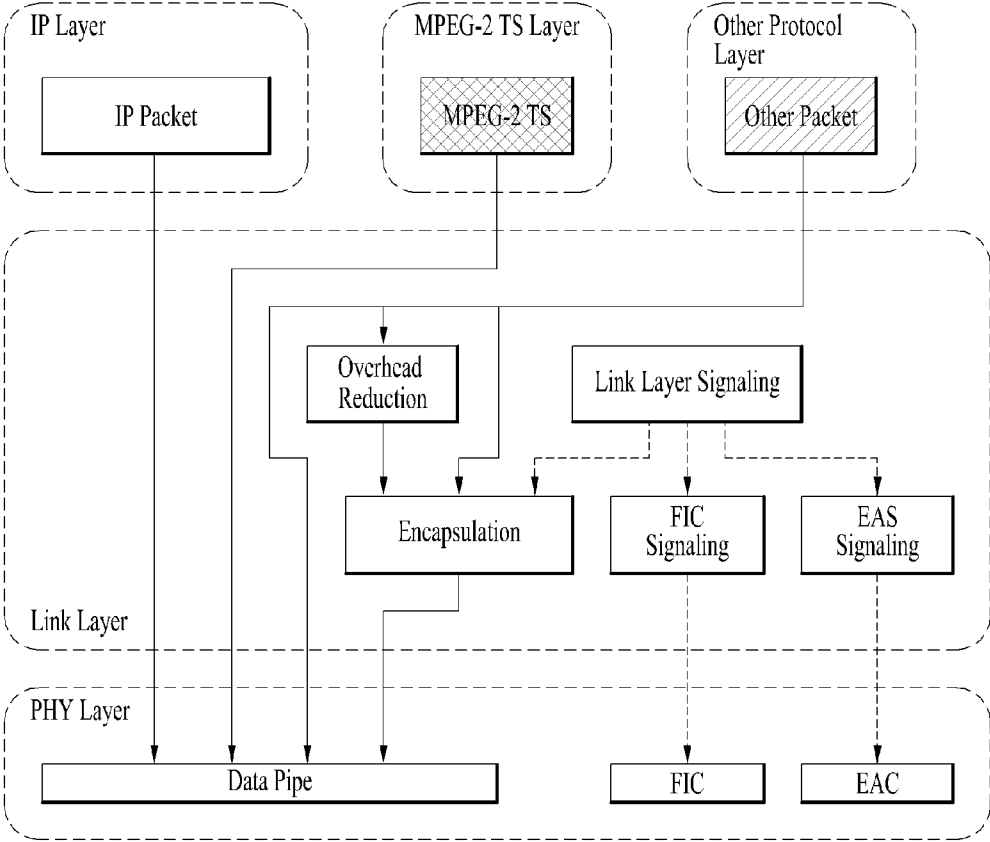 IP Layer
MPEG-2 TS Layer
Other Protocol
Layer
IP Packet
MPEG-2 TS
Other Packet
Overhead
Reduction
Link Layer Signaling
Encapsulation
FIC
Signaling
EAS
Signaling
Link Layer
PHY Layer
Data Pipe
FIC
EAC